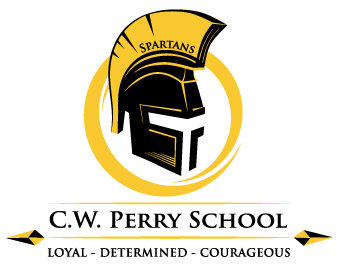 SPARTANS
C.W. PERRY SCHOOL
LOYAL - DETERMINED - COURAGEOUS